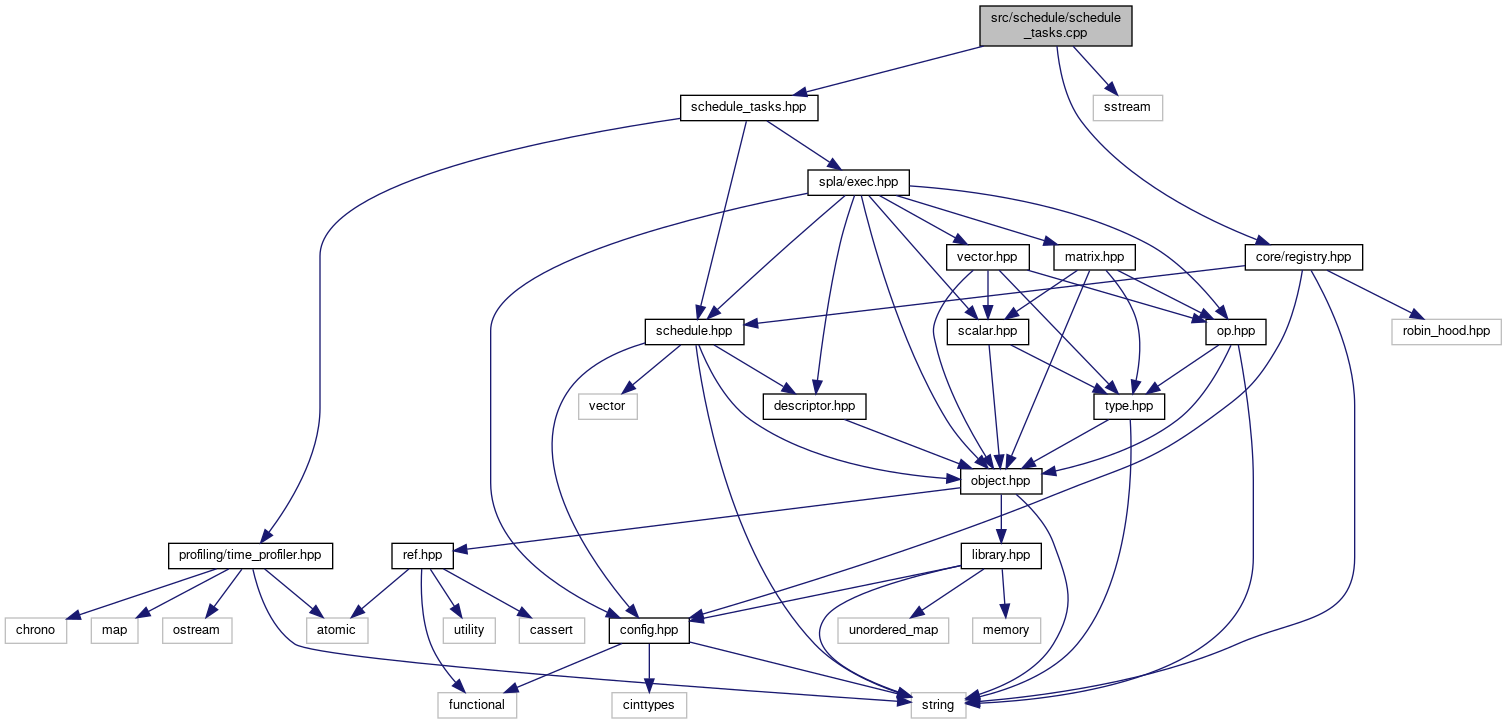 src/schedule/schedule
_tasks.cpp
schedule_tasks.hpp
sstream
spla/exec.hpp
vector.hpp
matrix.hpp
core/registry.hpp
schedule.hpp
scalar.hpp
op.hpp
robin_hood.hpp
vector
descriptor.hpp
type.hpp
object.hpp
profiling/time_profiler.hpp
ref.hpp
library.hpp
chrono
map
ostream
atomic
utility
cassert
config.hpp
unordered_map
memory
functional
cinttypes
string